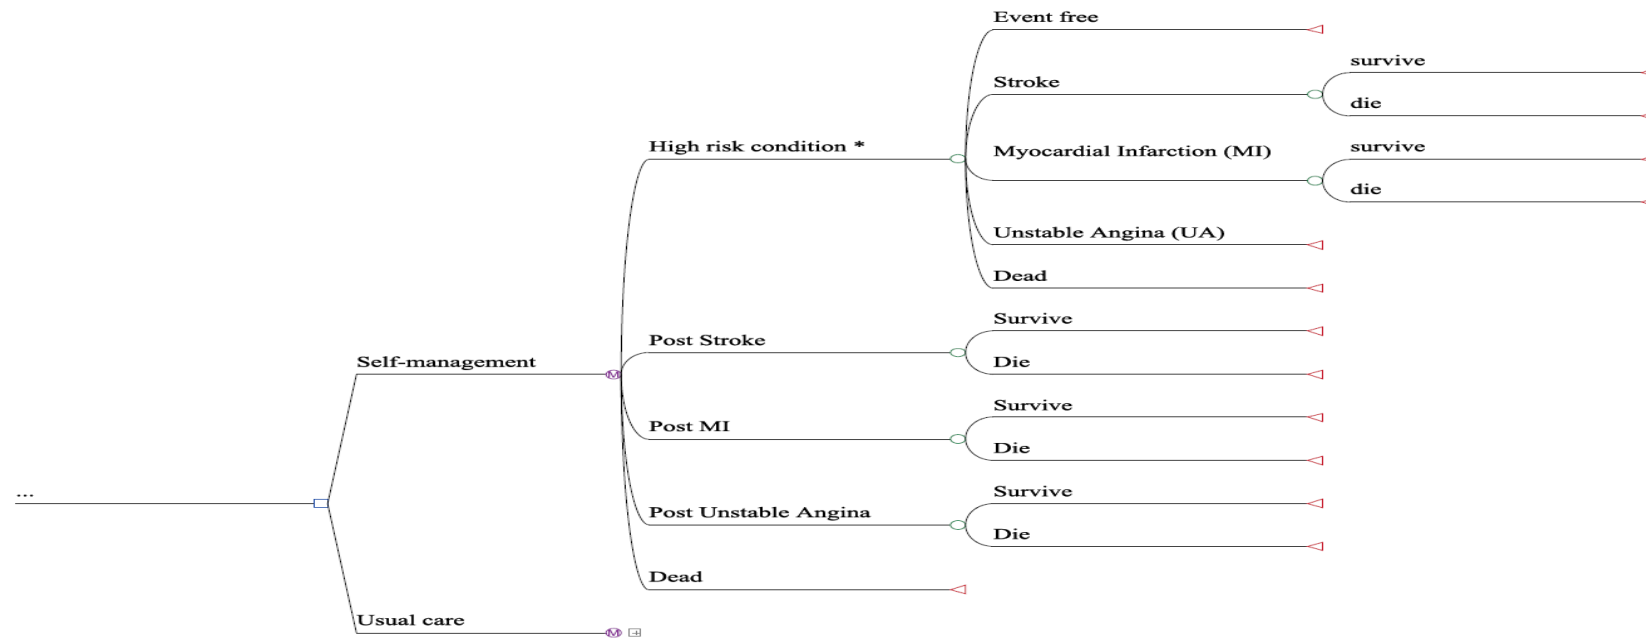 Event free
survive
Stroke
die
High risk condition *
Myocardial Infarction (MI)
survive
die
Unstable Angina (UA)
Dead
Survive
Post Stroke
Die
Self-management
M
Survive
Post MI
Die
...
Survive
Post Unstable Angina
Die
Dead
Usual care
M +